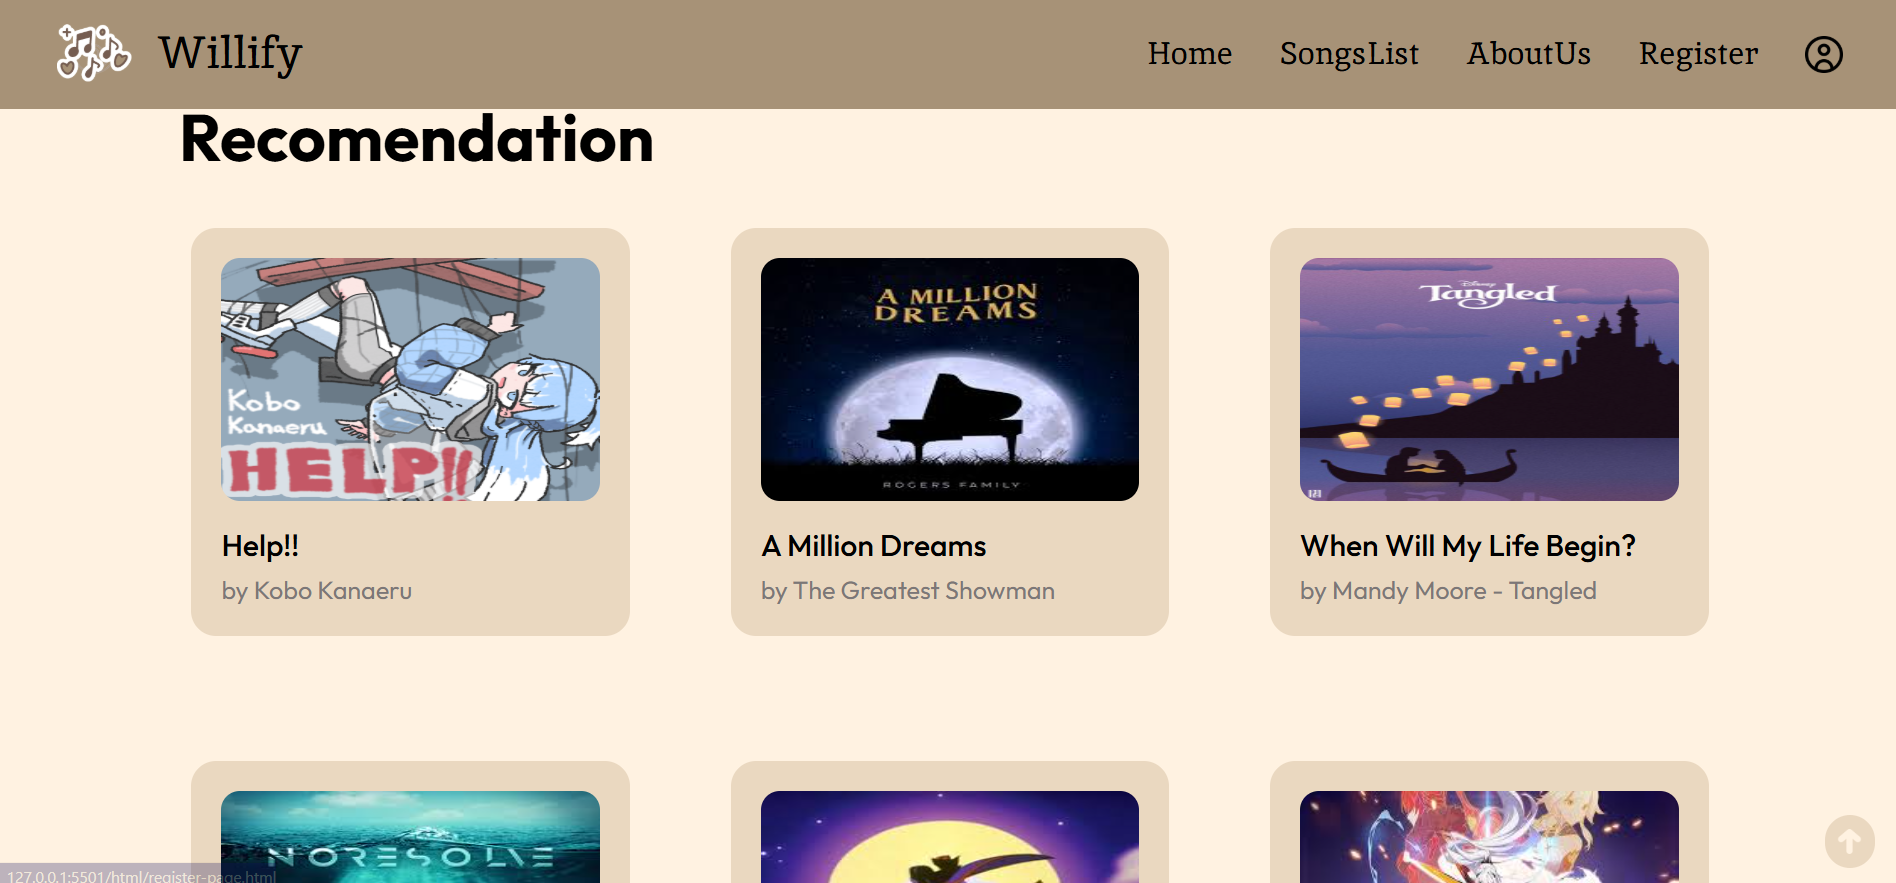 Willify
Home SongsList AboutUs Register
Recomendation
Kobo
Kanaeru
HELP!!
A MILLION
DREAMS
ROGERS FAMILY
Disney
Tangled
Help!!
by Kobo Kanaeru
A Million Dreams
by The Greatest Showman
When Will My Life Begin?
by Mandy Moore - Tangled
NORESOLVE
127.0.0.1:5501/html/register-page.html